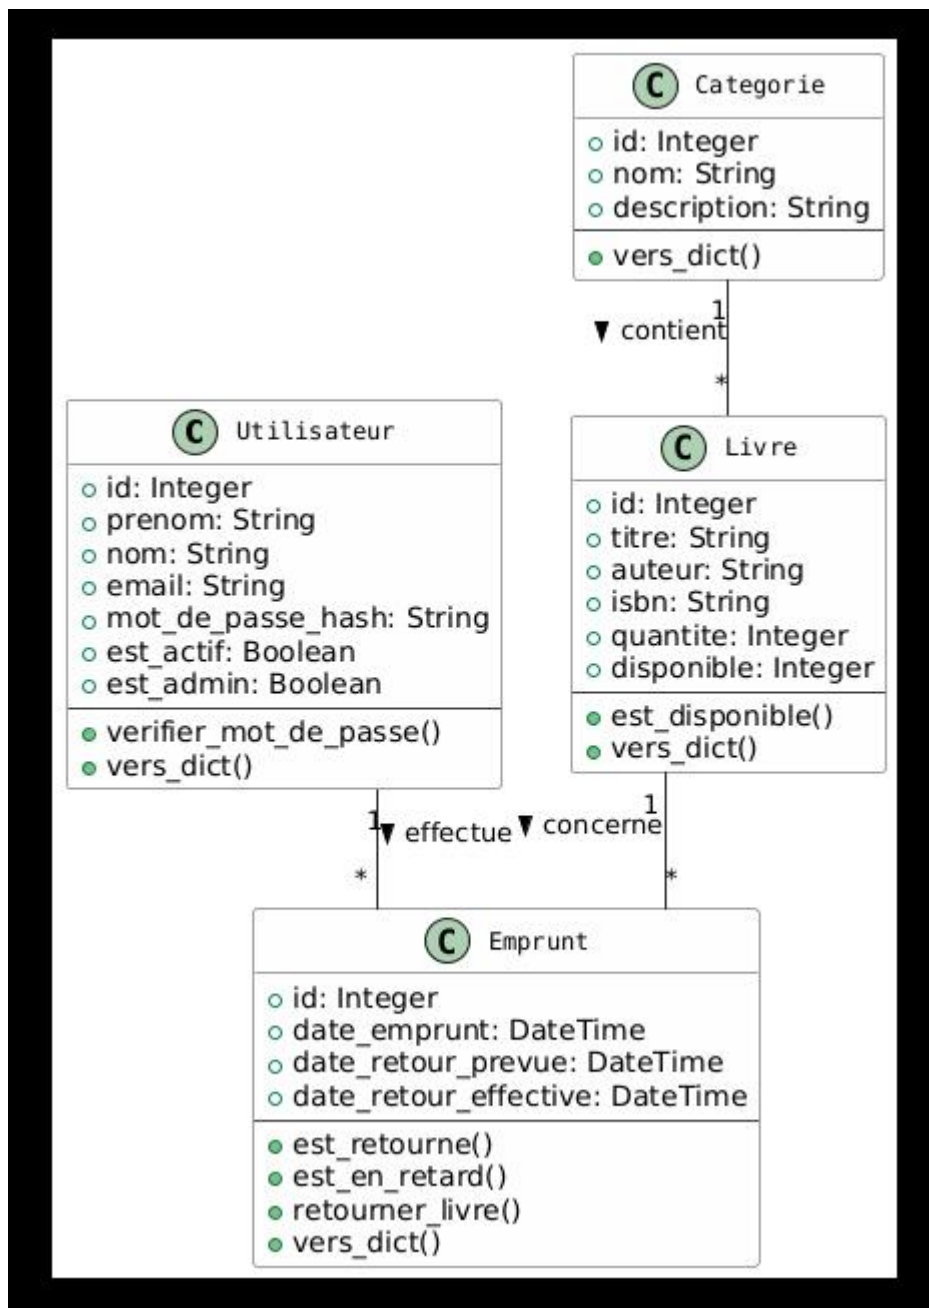 C Categorie
id: Integer
nom: String
description: String
vers_dict()
1
contient
*
C Utilisateur
id: Integer
prenom: String
nom: String
email: String
mot_de_passe_hash: String
est_actif: Boolean
est_admin: Boolean
verifier_mot_de_passe()
vers_dict()
C Livre
id: Integer
titre: String
auteur: String
isbn: String
quantite: Integer
disponible: Integer
est_disponible()
vers_dict()
1
effectue
*
1
concerne
*
C Emprunt
id: Integer
date_emprunt: DateTime
date_retour_prevue: DateTime
date_retour_effective: DateTime
est_retourne()
est_en_retard()
retourner_livre()
vers_dict()